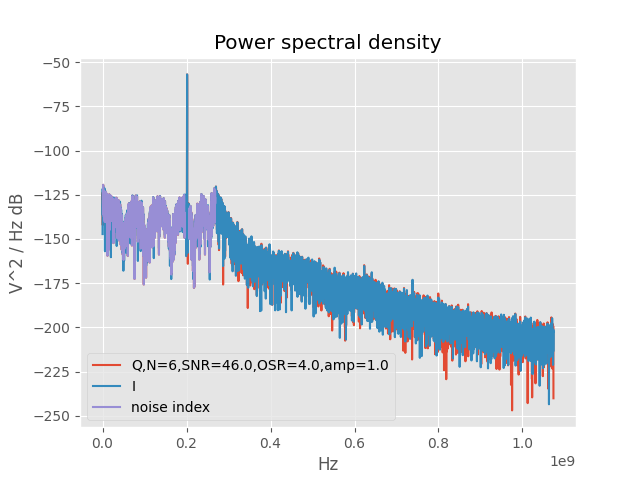 Power spectral density
V^2 / Hz dB
−50
−75
−100
−125
−150
−175
−200
−225
−250
Q,N=6,SNR=46.0,OSR=4.0,amp=1.0
I
noise index
0.0 0.2 0.4 0.6 0.8 1.0
1e9
Hz